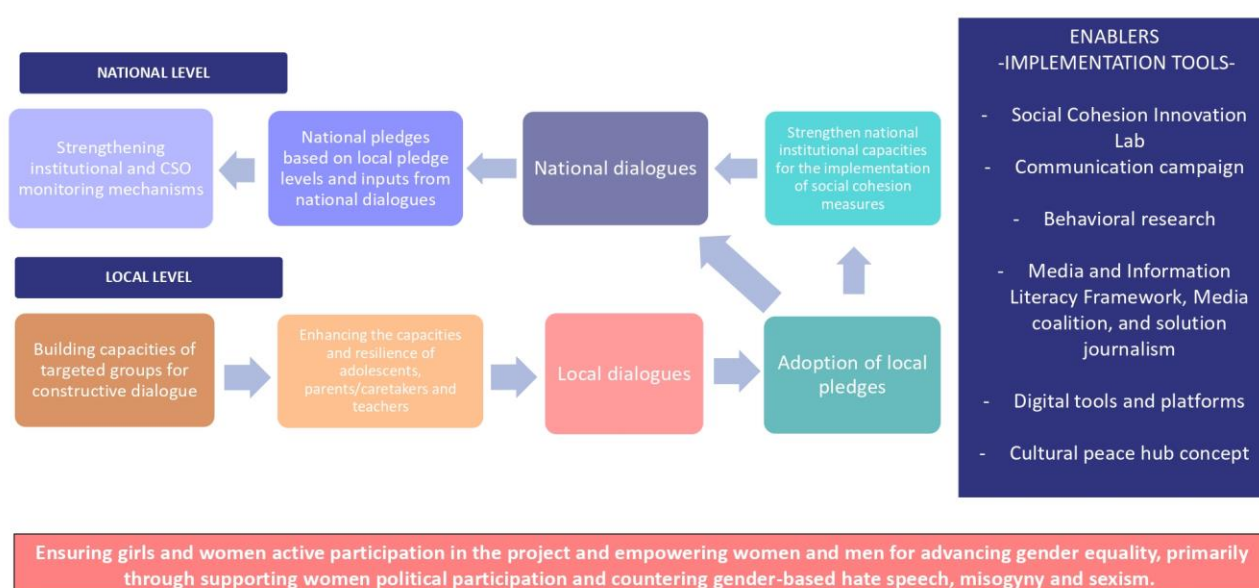 NATIONAL LEVEL
Strengthening
institutional and CSO
monitoring mechanisms
National pledges
based on local pledge
levels and inputs from
national dialogues
National dialogues
Strengthen national
institutional capacities
for the implementation
of social cohesion
measures
LOCAL LEVEL
Building capacities of
targeted groups for
constructive dialogue
Enhancing the capacities
and resilience of
adolescents,
parents/caretakers and
teachers
Local dialogues
Adoption of local
pledges
ENABLERS
-IMPLEMENTATION TOOLS-
- Social Cohesion Innovation
Lab
- Communication campaign
- Behavioral research
- Media and Information
Literacy Framework, Media
coalition, and solution
journalism
- Digital tools and platforms
- Cultural peace hub concept
Ensuring girls and women active participation in the project and empowering women and men for advancing gender equality, primarily
through supporting women political participation and countering gender-based hate speech, misogyny and sexism.